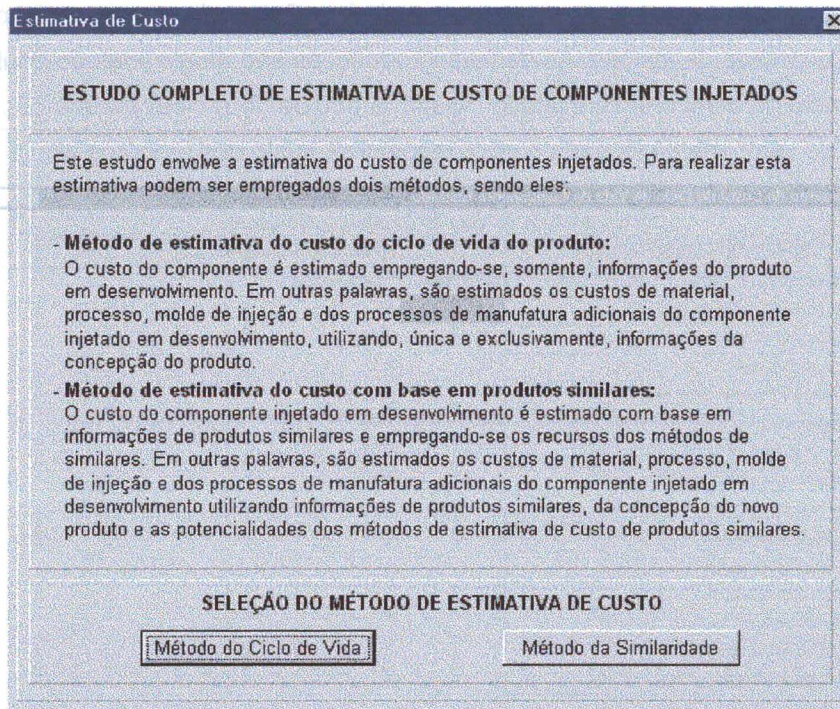 Estimativa de Custo
ESTUDO COMPLETO DE ESTIMATIVA DE CUSTO DE COMPONENTES INJETADOS
Este estudo envolve a estimativa do custo de componentes injetados. Para realizar esta
estimativa podem ser empregados dois métodos, sendo eles:
- Método de estimativa do custo do ciclo de vida do produto:
O custo do componente é estimado empregando-se, somente, informações do produto
em desenvolvimento. Em outras palavras, são estimados os custos de material,
processo, molde de injeção e dos processos de manufatura adicionais do componente
injetado em desenvolvimento, utilizando, única e exclusivamente, informações da
concepção do produto.
- Método de estimativa do custo com base em produtos similares:
O custo do componente injetado em desenvolvimento é estimado com base em
informações de produtos similares e empregando-se os recursos dos métodos de
similares. Em outras palavras, são estimados os custos de material, processo, molde
de injeção e dos processos de manufatura adicionais do componente injetado em
desenvolvimento utilizando informações de produtos similares, da concepção do novo
produto e as potencialidades dos métodos de estimativa de custo de produtos similares.
SELEÇÃO DO MÉTODO DE ESTIMATIVA DE CUSTO
Método do Ciclo de Vida
Método da Similaridade